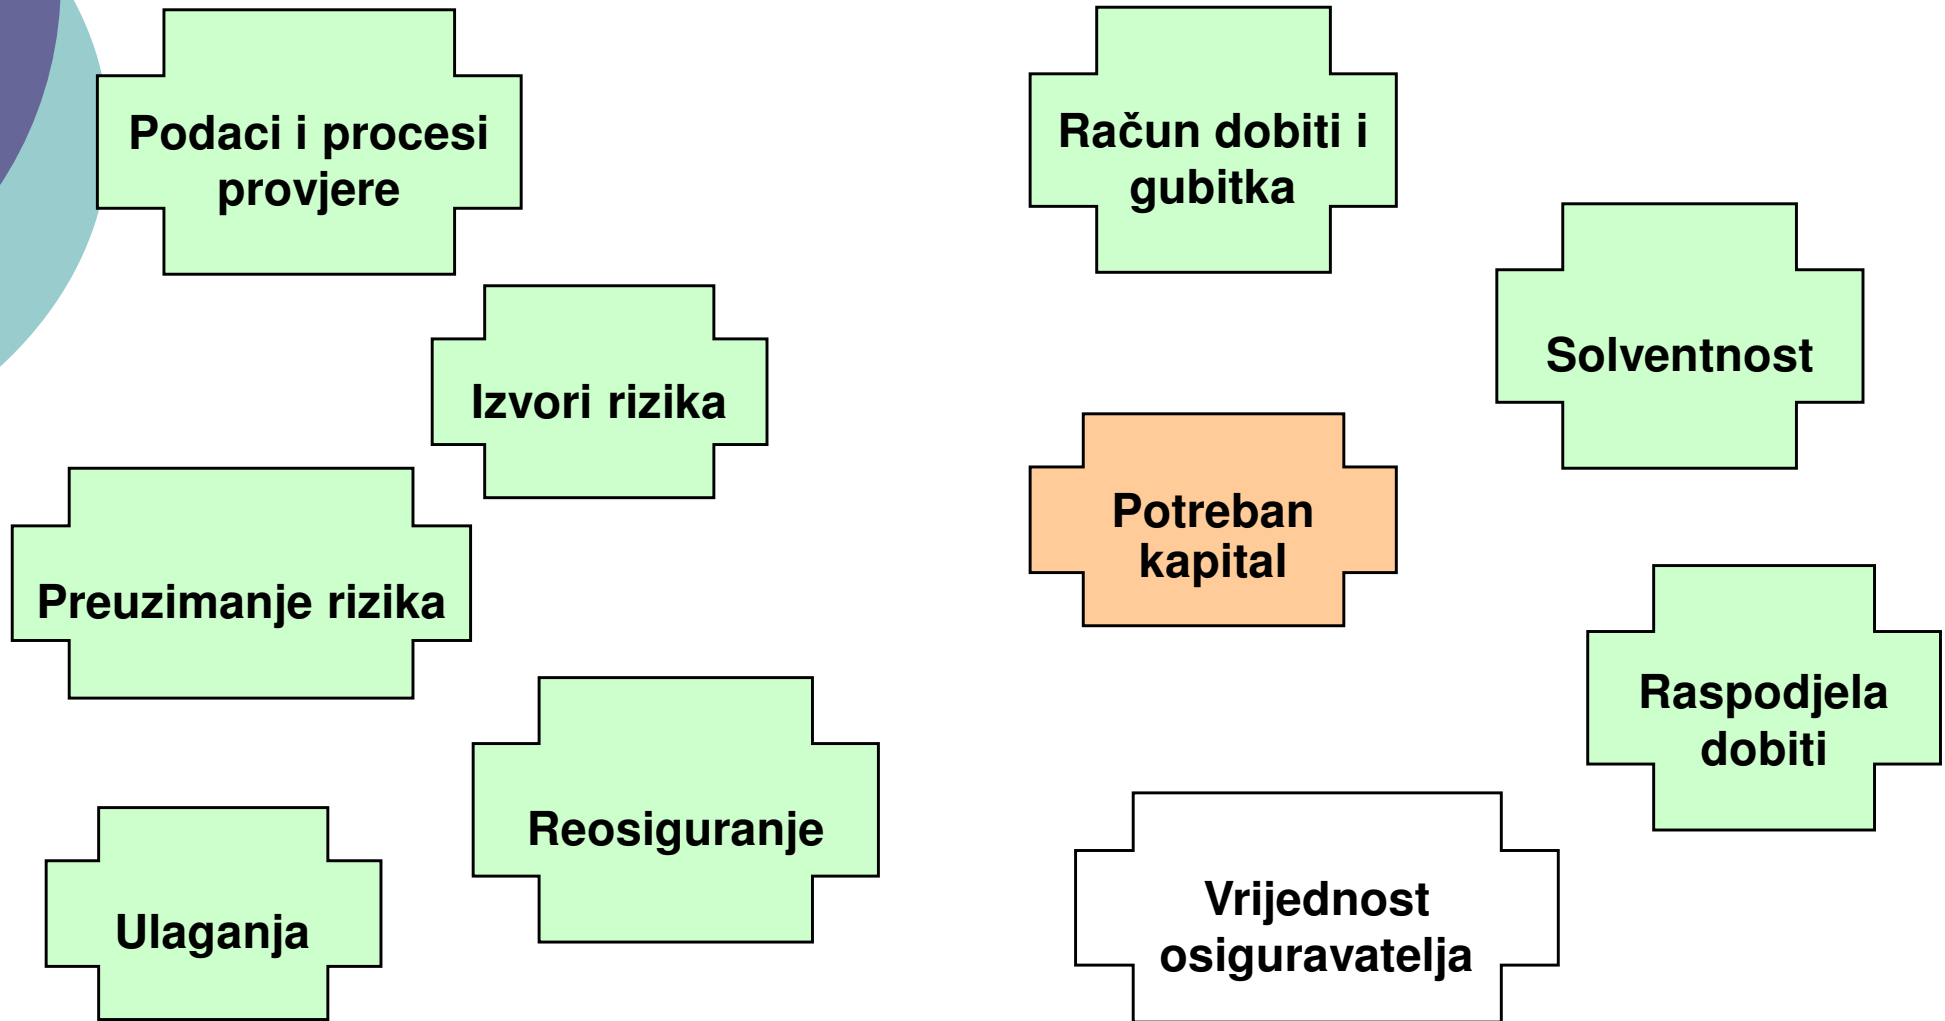 Podaci i procesi
provjere
Izvori rizika
Preuzimanje rizika
Reosiguranje
Ulaganja
Račun dobiti i
gubitka
Solventnost
Potreban
kapital
Raspodjela
dobiti
Vrijednost
osiguravatelja